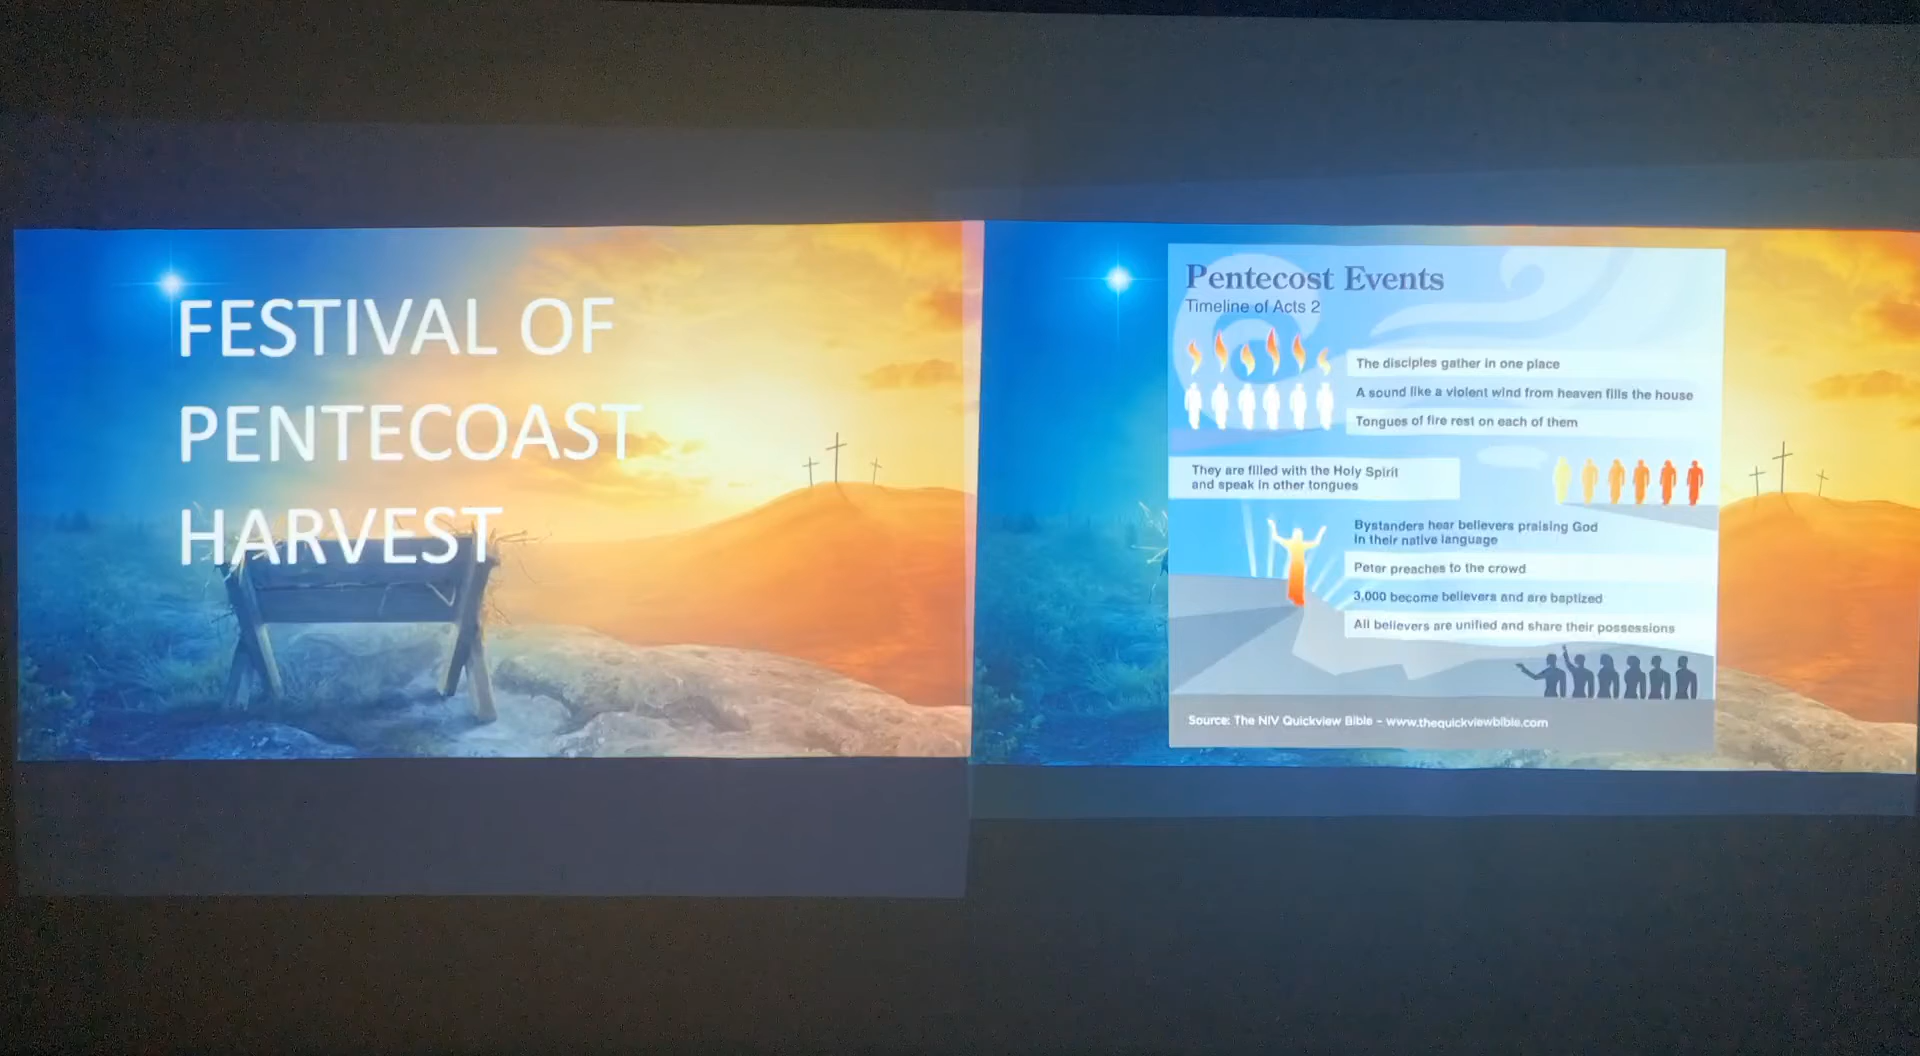 FESTIVAL OF
PENTECOAST
HARVEST
Pentecost Events
Timeline of Acts 2
The disciples gather in one place
A sound like a violent wind from heaven fills the house
Tongues of fire rest on each of them
They are filled with the Holy Spirit
and speak in other tongues
Bystanders hear believers praising God
in their native language
Peter preaches to the crowd
3,000 become believers and are baptized
All believers are unified and share their possessions
Source: The NIV Quickview Bible - www.thequickviewbible.com